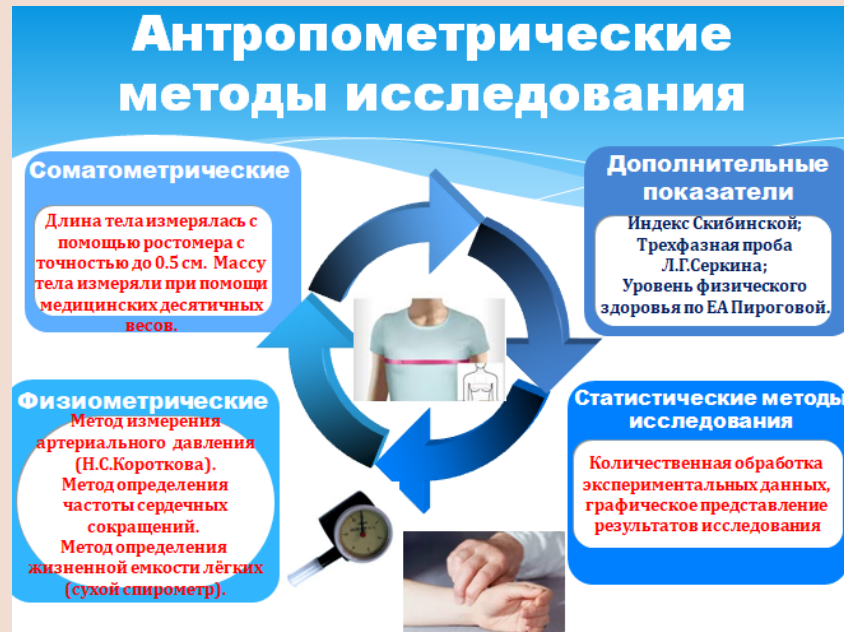 Антропометрические
методы исследования
Соматометрические
Длина тела измерялась с
помощью ростомера с
точностью до 0.5 см. Массу
тела измеряли при помощи
медицинских десятичных
весов.
Дополнительные
показатели
Индекс Скибинской;
Трехфазная проба
Л.Г.Серкина;
Уровень физического
здоровья по ЕА Пироговой.
Физиометрические
Метод измерения
артериального давления
(Н.С.Короткова).
Метод определения
частоты сердечных
сокращений.
Метод определения
жизненной емкости лёгких
(сухой спирометр).
Статистические методы
исследования
Количественная обработка
экспериментальных данных,
графическое представление
результатов исследования